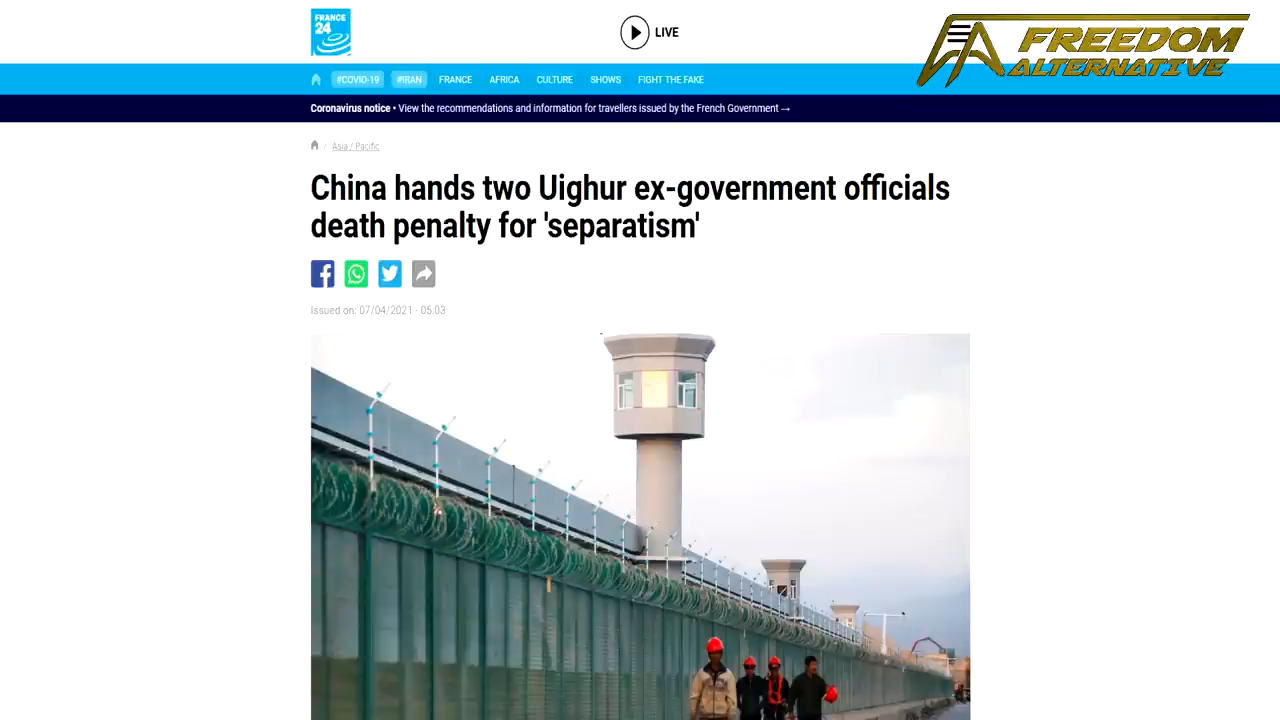 FRANCE
24
LIVE
FREEDOM
ALTERNATIVE
#COVID-19 #IRAN FRANCE AFRICA CULTURE SHOWS FIGHT THE FAKE
Coronavirus notice • View the recommendations and information for travellers issued by the French Government →
/ Asia / Pacific
China hands two Uighur ex-government officials
death penalty for 'separatism'
Issued on: 07/04/2021 - 05:03